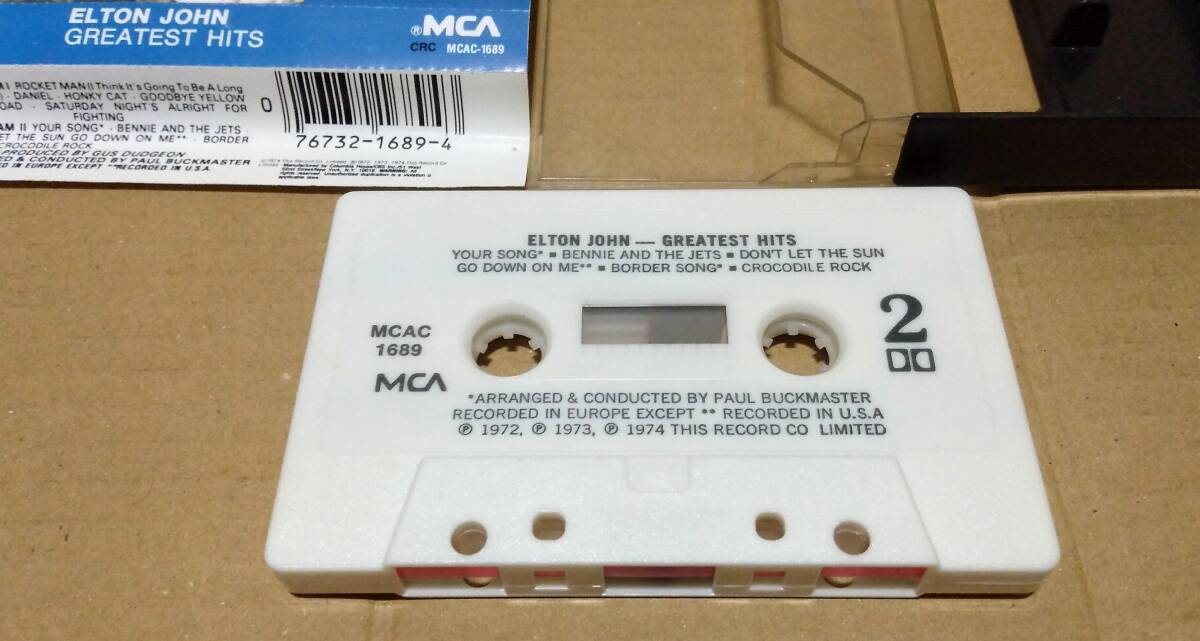 ELTON JOHN
GREATEST HITS
®MCA
CRC MCAC-1689
ROCKET MAN (I Think It's Going To Be A Long
· DANIEL · HONKY CAT · GOODBYE YELLOW
OAD · SATURDAY NIGHT'S ALRIGHT FOR
FIGHTING
AM II YOUR SONG* · BENNIE AND THE JETS ·
ET THE SUN GO DOWN ON ME** · BORDER
CROCODILE ROCK
PRODUCED BY GUS DUDGEON
ED & CONDUCTED BY PAUL BUCKMASTER
ED IN EUROPE EXCEPT **RECORDED IN U.S.A.
0
76732-1689-4
ELTON JOHN — GREATEST HITS
YOUR SONG* ■ BENNIE AND THE JETS ■ DON'T LET THE SUN
GO DOWN ON ME** ■ BORDER SONG* ■ CROCODILE ROCK
MCAC
1689
MCA
2
*ARRANGED & CONDUCTED BY PAUL BUCKMASTER
RECORDED IN EUROPE EXCEPT ** RECORDED IN U.S.A
℗ 1972, ℗ 1973, ℗ 1974 THIS RECORD CO LIMITED